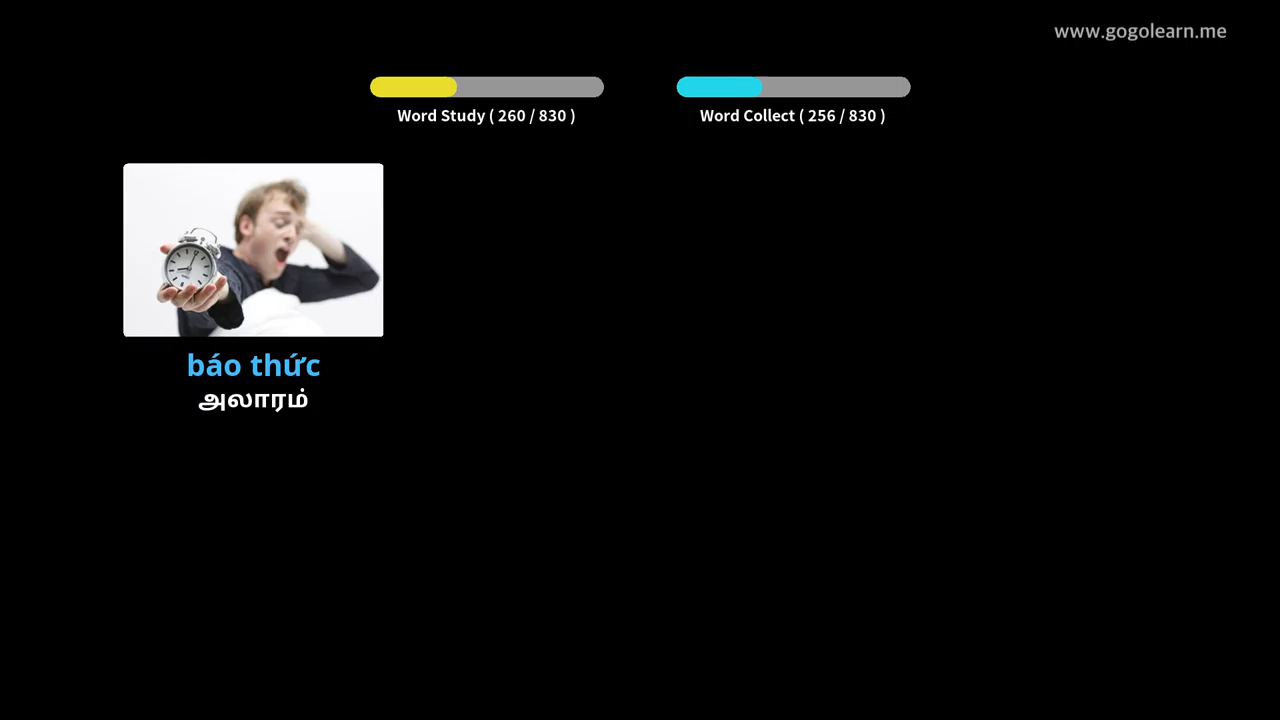 www.gogolearn.me
Word Study ( 260 / 830 )
Word Collect ( 256 / 830 )
báo thức
அலாரம்